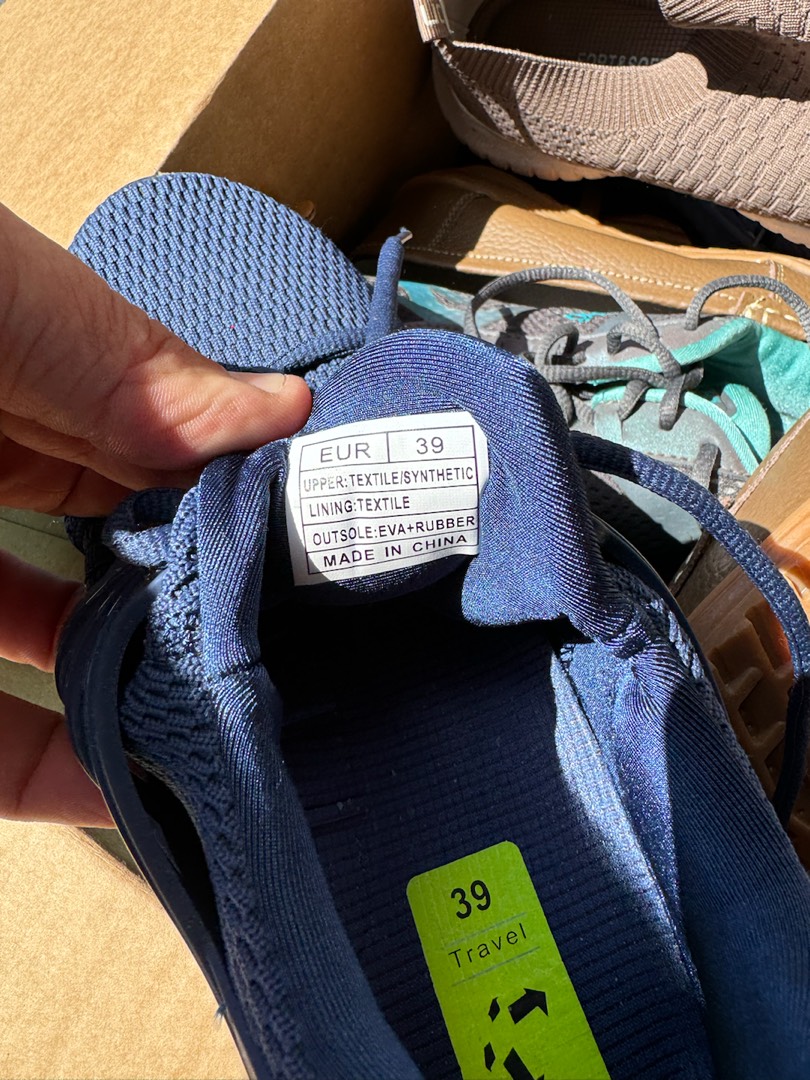 EUR 39
UPPER:TEXTILE/SYNTHETIC
LINING:TEXTILE
OUTSOLE:EVA+RUBBER
MADE IN CHINA
39
Travel